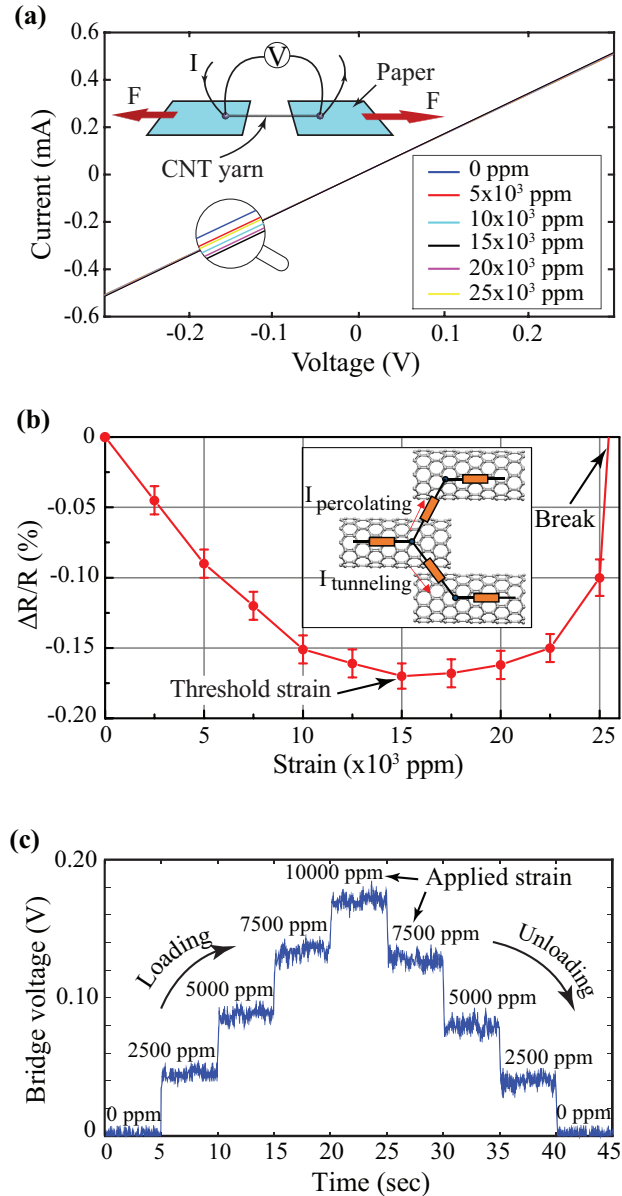 (a)
0.6
0.4
0.2
0
-0.2
-0.4
-0.6
Current (mA)
I
V
Paper
F
F
CNT yarn
0 ppm
5x10³ ppm
10x10³ ppm
15x10³ ppm
20x10³ ppm
25x10³ ppm
-0.2
-0.1
0
0.1
0.2
Voltage (V)
(b)
0
-0.05
-0.10
-0.15
-0.20
ΔR/R (%)
I percolating
I tunneling
Break
Threshold strain
0
5
10
15
20
25
Strain (x10³ ppm)
(c)
0.20
0.10
0
Bridge voltage (V)
10000 ppm
Applied strain
7500 ppm
7500 ppm
Loading
Unloading
5000 ppm
5000 ppm
2500 ppm
2500 ppm
0 ppm
0 ppm
0
5
10
15
20
25
30
35
40
45
Time (sec)